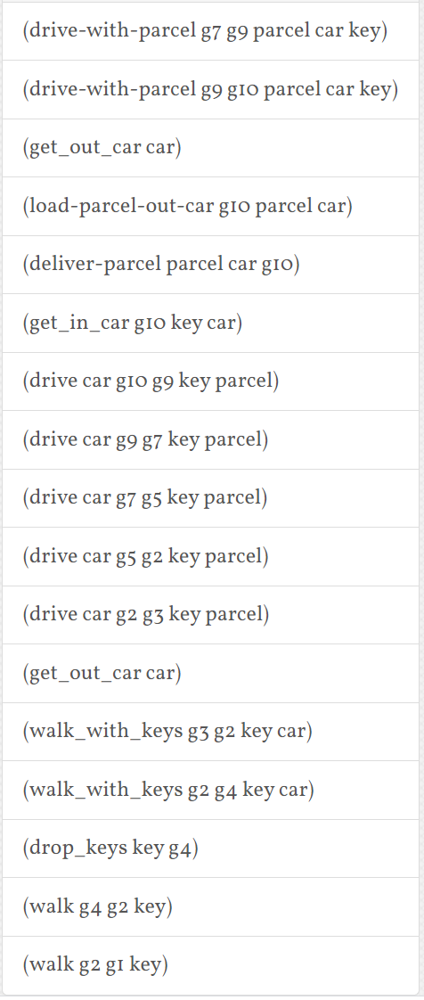 (drive-with-parcel g7 g9 parcel car key)
(drive-with-parcel g9 g10 parcel car key)
(get_out_car car)
(load-parcel-out-car g10 parcel car)
(deliver-parcel parcel car g10)
(get_in_car g10 key car)
(drive car g10 g9 key parcel)
(drive car g9 g7 key parcel)
(drive car g7 g5 key parcel)
(drive car g5 g2 key parcel)
(drive car g2 g3 key parcel)
(get_out_car car)
(walk_with_keys g3 g2 key car)
(walk_with_keys g2 g4 key car)
(drop_keys key g4)
(walk g4 g2 key)
(walk g2 g1 key)